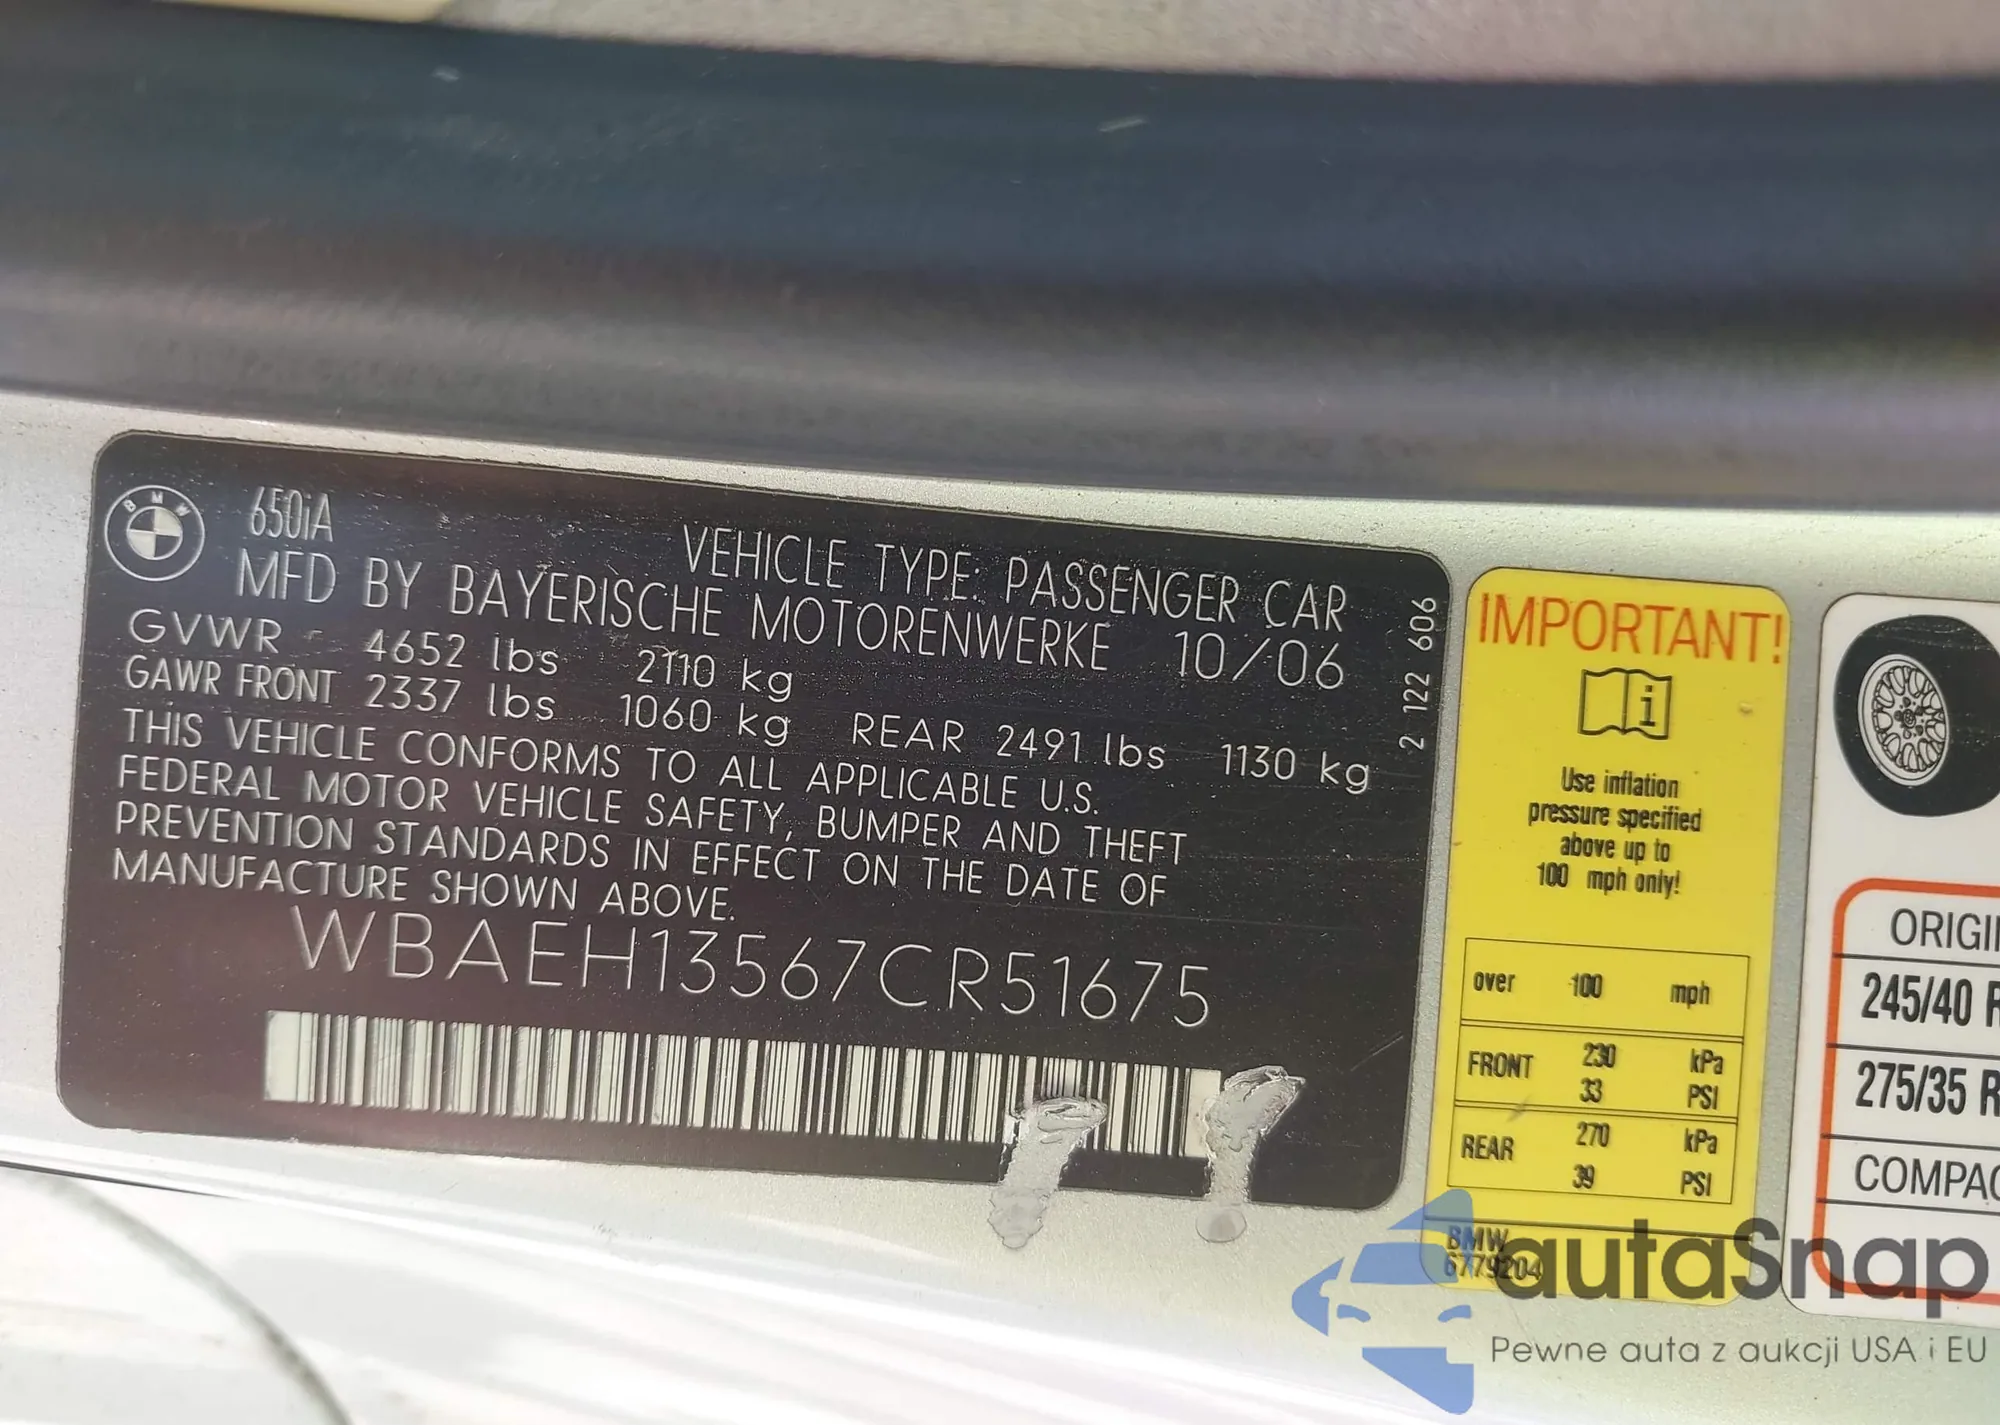 B M W
650iA
VEHICLE TYPE: PASSENGER CAR
MFD BY BAYERISCHE MOTORENWERKE 10/06
GVWR 4652 lbs 2110 kg
GAWR FRONT 2337 lbs 1060 kg REAR 2491 lbs 1130 kg
THIS VEHICLE CONFORMS TO ALL APPLICABLE U.S.
FEDERAL MOTOR VEHICLE SAFETY, BUMPER AND THEFT
PREVENTION STANDARDS IN EFFECT ON THE DATE OF
MANUFACTURE SHOWN ABOVE.
WBAEH13567CR51675
2 122 606
IMPORTANT!
i
Use inflation
pressure specified
above up to
100 mph only!
over 100 mph
FRONT 230 kPa
33 PSI
REAR 270 kPa
39 PSI
BMW
6779204
ORIGI
245/40 R
275/35 R
COMPAC
autaSnap
Pewne auta z aukcji USA i EU